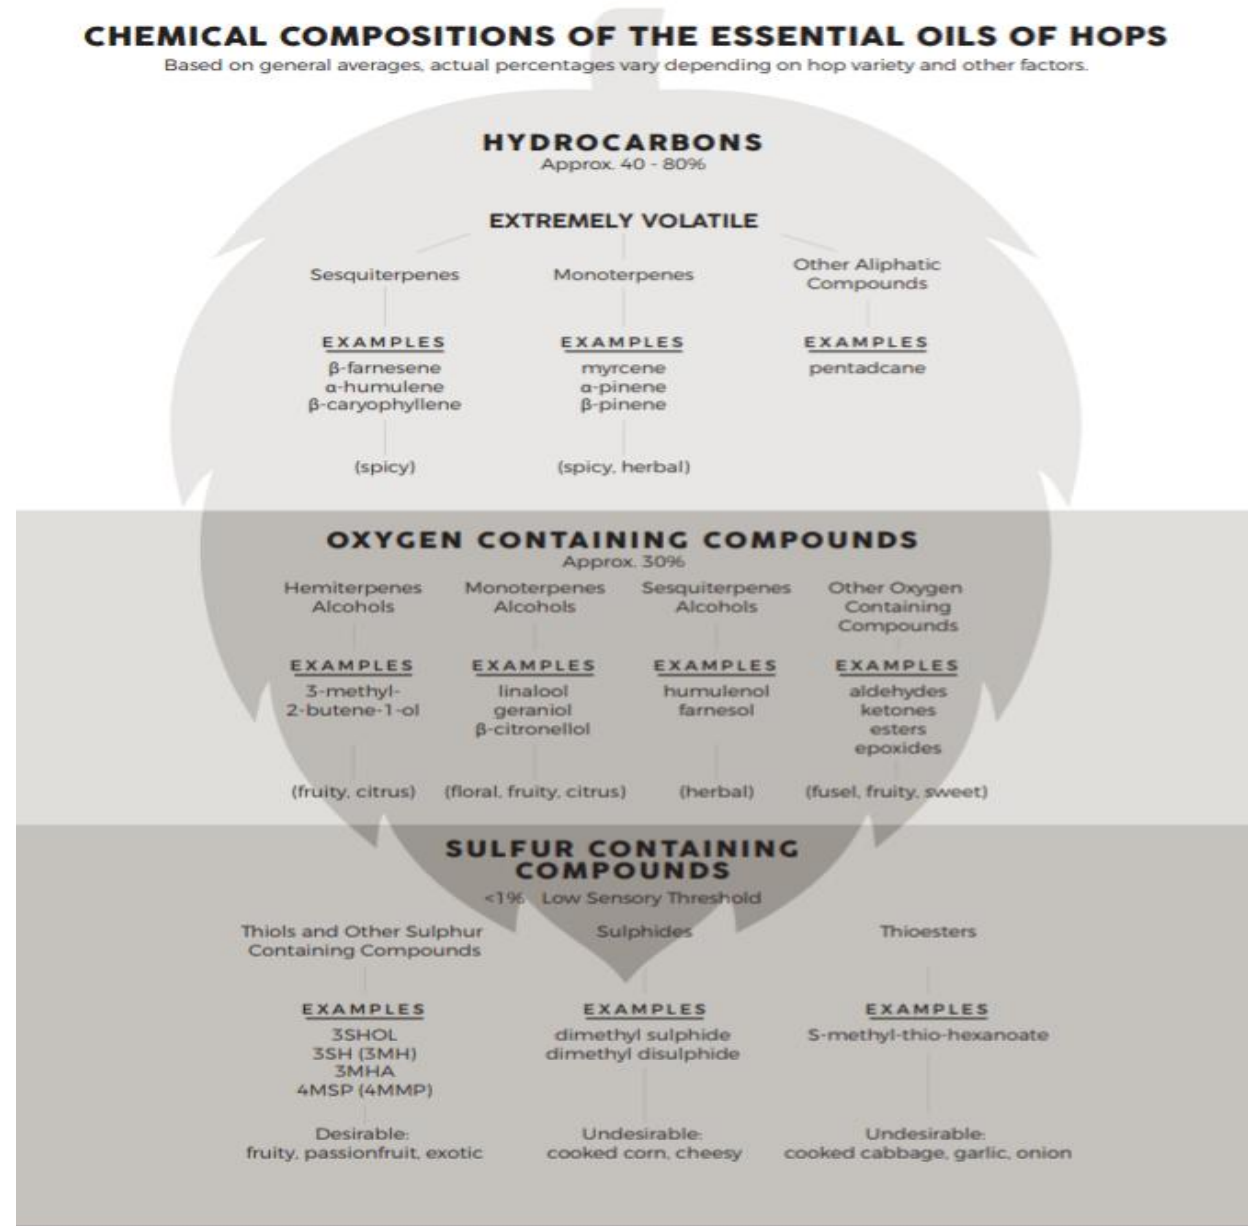 CHEMICAL COMPOSITIONS OF THE ESSENTIAL OILS OF HOPS
Based on general averages, actual percentages vary depending on hop variety and other factors.
HYDROCARBONS
Approx. 40 - 80%
EXTREMELY VOLATILE
Sesquiterpenes
EXAMPLES
β-farnesene
α-humulene
β-caryophyllene
(spicy)
Monoterpenes
EXAMPLES
myrcene
α-pinene
β-pinene
(spicy, herbal)
Other Aliphatic
Compounds
EXAMPLES
pentadcane
OXYGEN CONTAINING COMPOUNDS
Approx. 30%
Hemiterpenes
Alcohols
EXAMPLES
3-methyl-
2-butene-1-ol
(fruity, citrus)
Monoterpenes
Alcohols
EXAMPLES
linalool
geraniol
β-citronellol
(floral, fruity, citrus)
Sesquiterpenes
Alcohols
EXAMPLES
humulenol
farnesol
(herbal)
Other Oxygen
Containing
Compounds
EXAMPLES
aldehydes
ketones
esters
epoxides
(fusel, fruity, sweet)
SULFUR CONTAINING
COMPOUNDS
<1% Low Sensory Threshold
Thiols and Other Sulphur
Containing Compounds
EXAMPLES
3SHOL
3SH (3MH)
3MHA
4MSP (4MMP)
Desirable:
fruity, passionfruit, exotic
Sulphides
EXAMPLES
dimethyl sulphide
dimethyl disulphide
Undesirable:
cooked corn, cheesy
Thioesters
EXAMPLES
S-methyl-thio-hexanoate
Undesirable:
cooked cabbage, garlic, onion